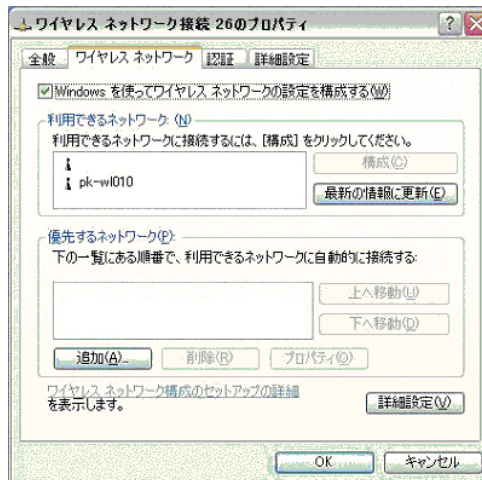 ワイヤレス ネットワーク接続 26のプロパティ
全般 ワイヤレス ネットワーク 認証 詳細設定
Windows を使ってワイヤレス ネットワークの設定を構成する(W)
利用できるネットワーク: (N)
利用できるネットワークに接続するには、[構成] をクリックしてください。
構成(C)
pk-wl010
最新の情報に更新(E)
優先するネットワーク(P):
下の一覧にある順番で、利用できるネットワークに自動的に接続する:
上へ移動(U)
下へ移動(D)
追加(A)... 削除(R) プロパティ(O)
ワイヤレス ネットワーク構成のセットアップの詳細
を表示します。
詳細設定(V)
OK キャンセル